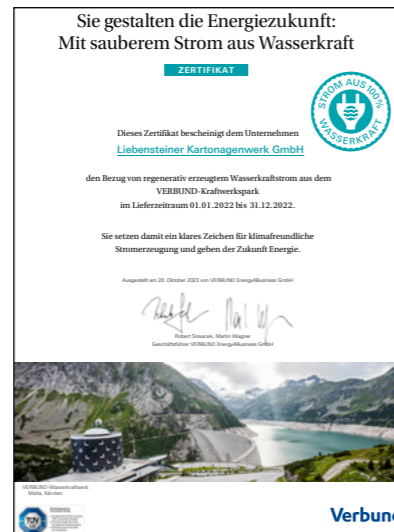 Sie gestalten die Energiezukunft:
Mit sauberem Strom aus Wasserkraft
ZERTIFIKAT
STROM AUS 100%
WASSERKRAFT
Dieses Zertifikat bescheinigt dem Unternehmen
Liebensteiner Kartonagenwerk GmbH
den Bezug von regenerativ erzeugtem Wasserkraftstrom aus dem
VERBUND-Kraftwerkspark
im Lieferzeitraum 01.01.2022 bis 31.12.2022.
Sie setzen damit ein klares Zeichen für klimafreundliche
Stromerzeugung und geben der Zukunft Energie.
Ausgestellt am 20. Oktober 2023 von VERBUND Energy4Business GmbH
Robert Slovacek, Martin Wagner
Geschäftsführer VERBUND Energy4Business GmbH
VERBUND-Wasserkraftwerk
Malta, Kärnten
TÜV
Verbund